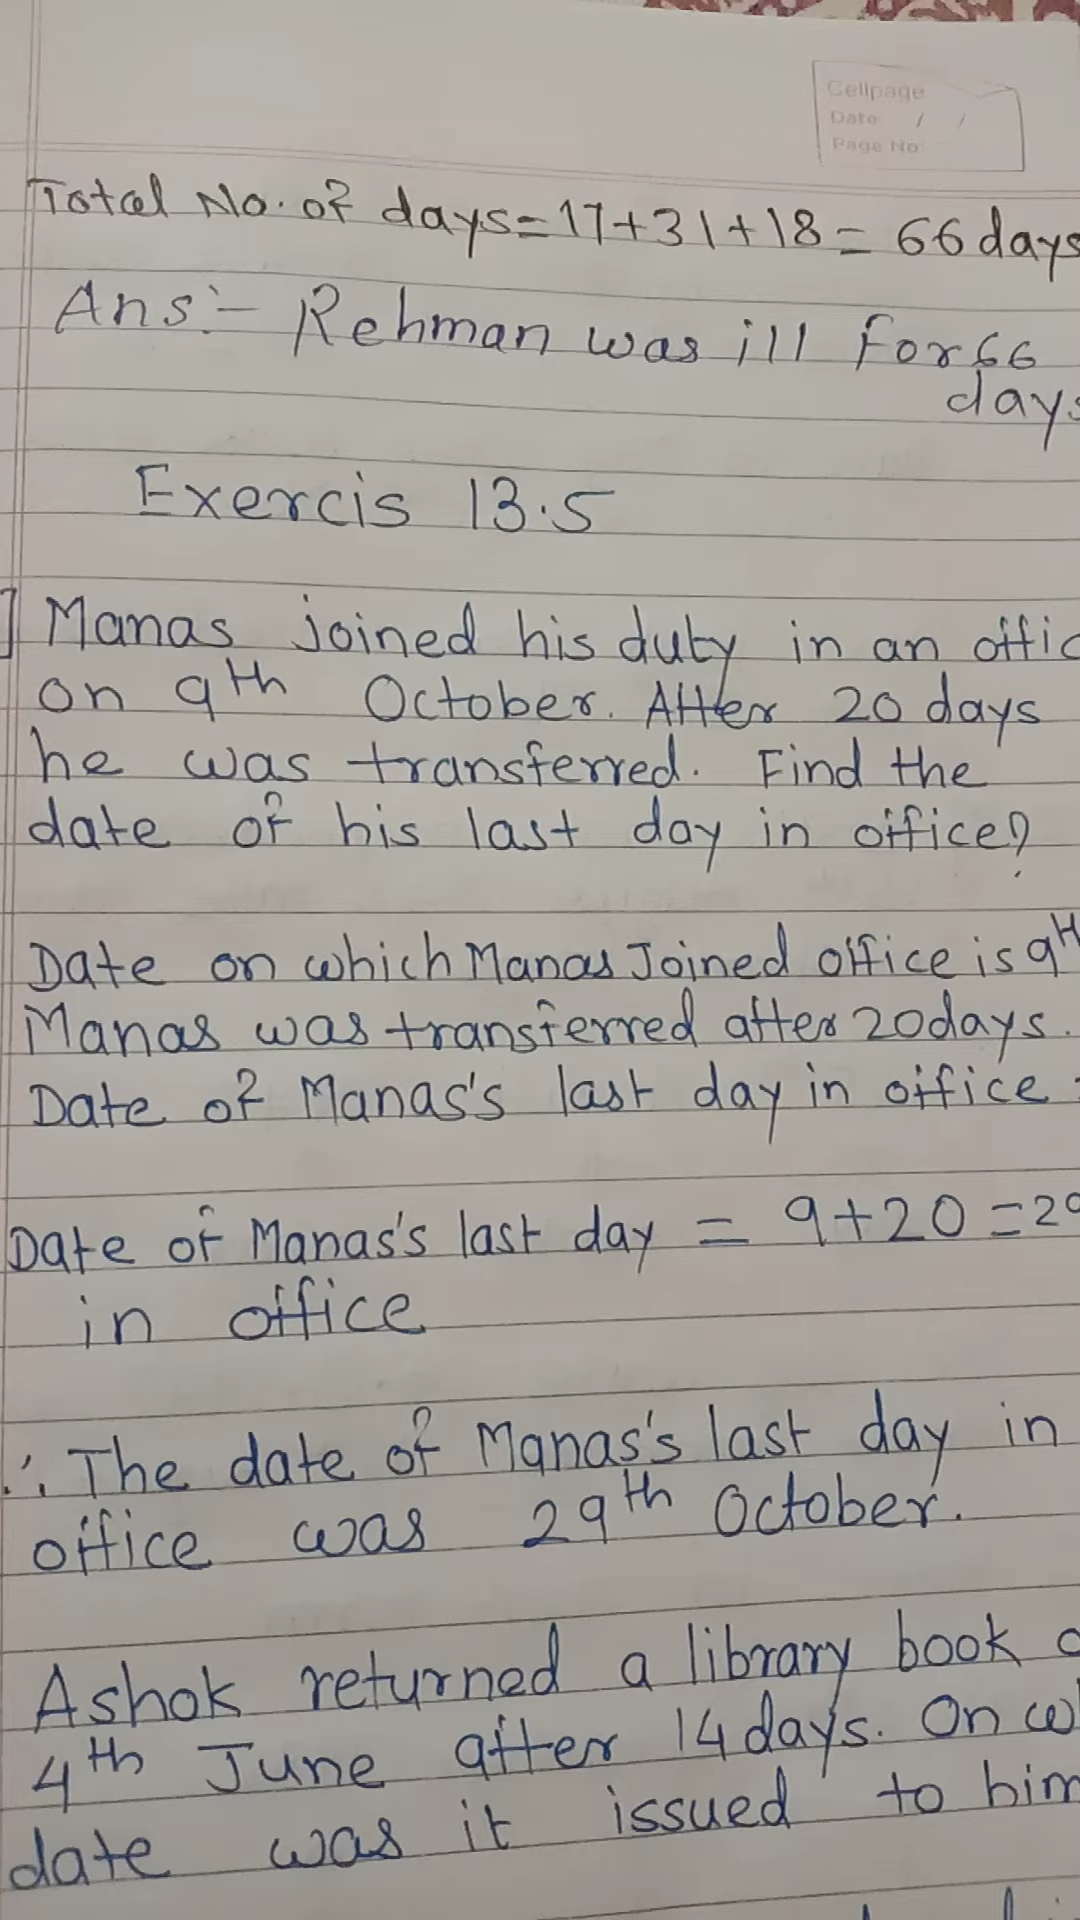 Cellpage
Date / /
Page No
Total No. of days=17+31+18= 66 days
Ans:- Rehman was ill for 66
days
Exercis 13.5
Manas joined his duty in an offic
on 9th October. After 20 days
he was transferred. Find the
date of his last day in office?
Date on which Manas Joined office is 9th
Manas was transferred after 20days.
Date of Manas's last day in office
Date of Manas's last day = 9+20=29
in office
∴ The date of Manas's last day in
office was 29th October.
Ashok returned a library book
4th June after 14 days. On
date was it issued to him